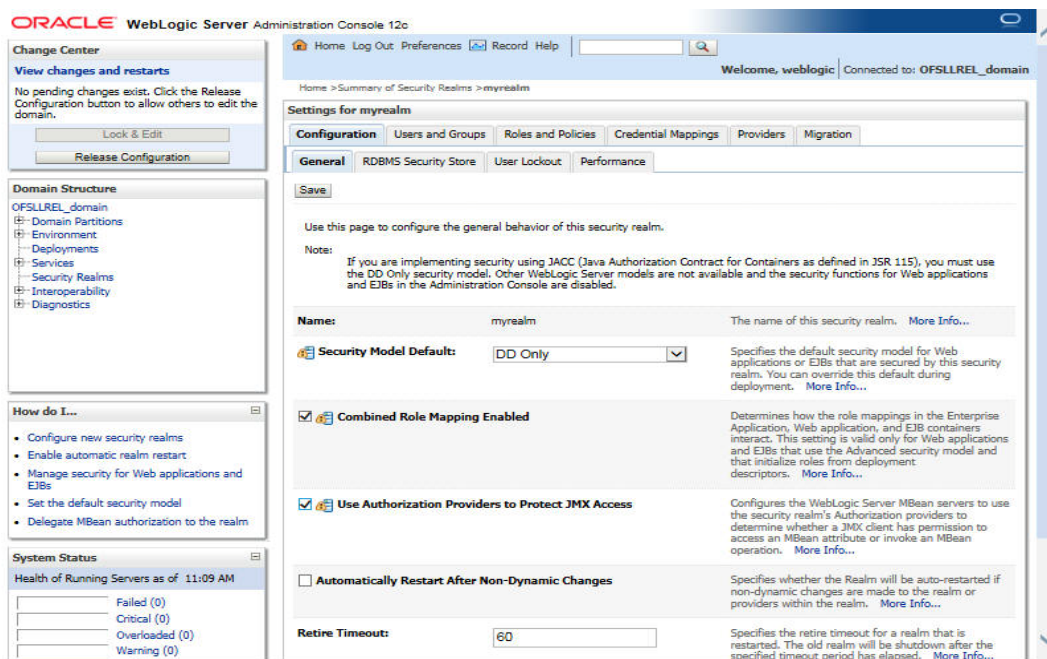 ORACLE WebLogic Server Administration Console 12c
Change Center
View changes and restarts
No pending changes exist. Click the Release
Configuration button to allow others to edit the
domain.
Lock & Edit
Release Configuration
Domain Structure
OFSLLREL_domain
Domain Partitions
Environment
Deployments
Services
Security Realms
Interoperability
Diagnostics
How do I...
Configure new security realms
Enable automatic realm restart
Manage security for Web applications and
EJBs
Set the default security model
Delegate MBean authorization to the realm
System Status
Health of Running Servers as of 11:09 AM
Failed (0)
Critical (0)
Overloaded (0)
Warning (0)
Home Log Out Preferences Record Help
Welcome, weblogic Connected to: OFSLLREL_domain
Home >Summary of Security Realms >myrealm
Settings for myrealm
Configuration Users and Groups Roles and Policies Credential Mappings Providers Migration
General RDBMS Security Store User Lockout Performance
Save
Use this page to configure the general behavior of this security realm.
Note:
If you are implementing security using JACC (Java Authorization Contract for Containers as defined in JSR 115), you must use
the DD Only security model. Other WebLogic Server models are not available and the security functions for Web applications
and EJBs in the Administration Console are disabled.
Name: myrealm The name of this security realm. More Info...
Security Model Default: DD Only
Specifies the default security model for Web
applications or EJBs that are secured by this security
realm. You can override this default during
deployment. More Info...
Combined Role Mapping Enabled
Determines how the role mappings in the Enterprise
Application, Web application, and EJB containers
interact. This setting is valid only for Web applications
and EJBs that use the Advanced security model and
that initialize roles from deployment
descriptors. More Info...
Use Authorization Providers to Protect JMX Access
Configures the WebLogic Server MBean servers to use
the security realm's Authorization providers to
determine whether a JMX client has permission to
access an MBean attribute or invoke an MBean
operation. More Info...
Automatically Restart After Non-Dynamic Changes
Specifies whether the Realm will be auto-restarted if
non-dynamic changes are made to the realm or
providers within the realm. More Info...
Retire Timeout: 60
Specifies the retire timeout for a realm that is
restarted. The old realm will be shutdown after the
specified timeout period has elapsed. More Info...